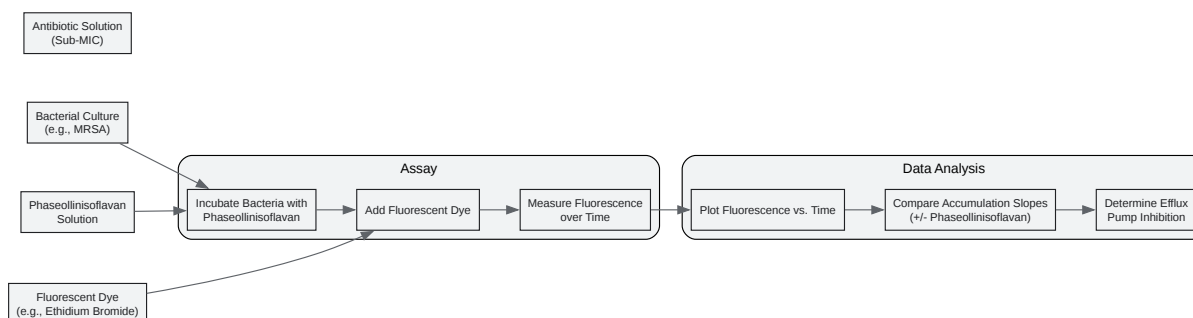 Antibiotic Solution
(Sub-MIC)
Bacterial Culture
(e.g., MRSA)
Phaseollinisoflavan
Solution
Fluorescent Dye
(e.g., Ethidium Bromide)
Assay
Incubate Bacteria with
Phaseollinisoflavan
Add Fluorescent Dye
Measure Fluorescence
over Time
Data Analysis
Plot Fluorescence vs. Time
Compare Accumulation Slopes
(+/- Phaseollinisoflavan)
Determine Efflux
Pump Inhibition